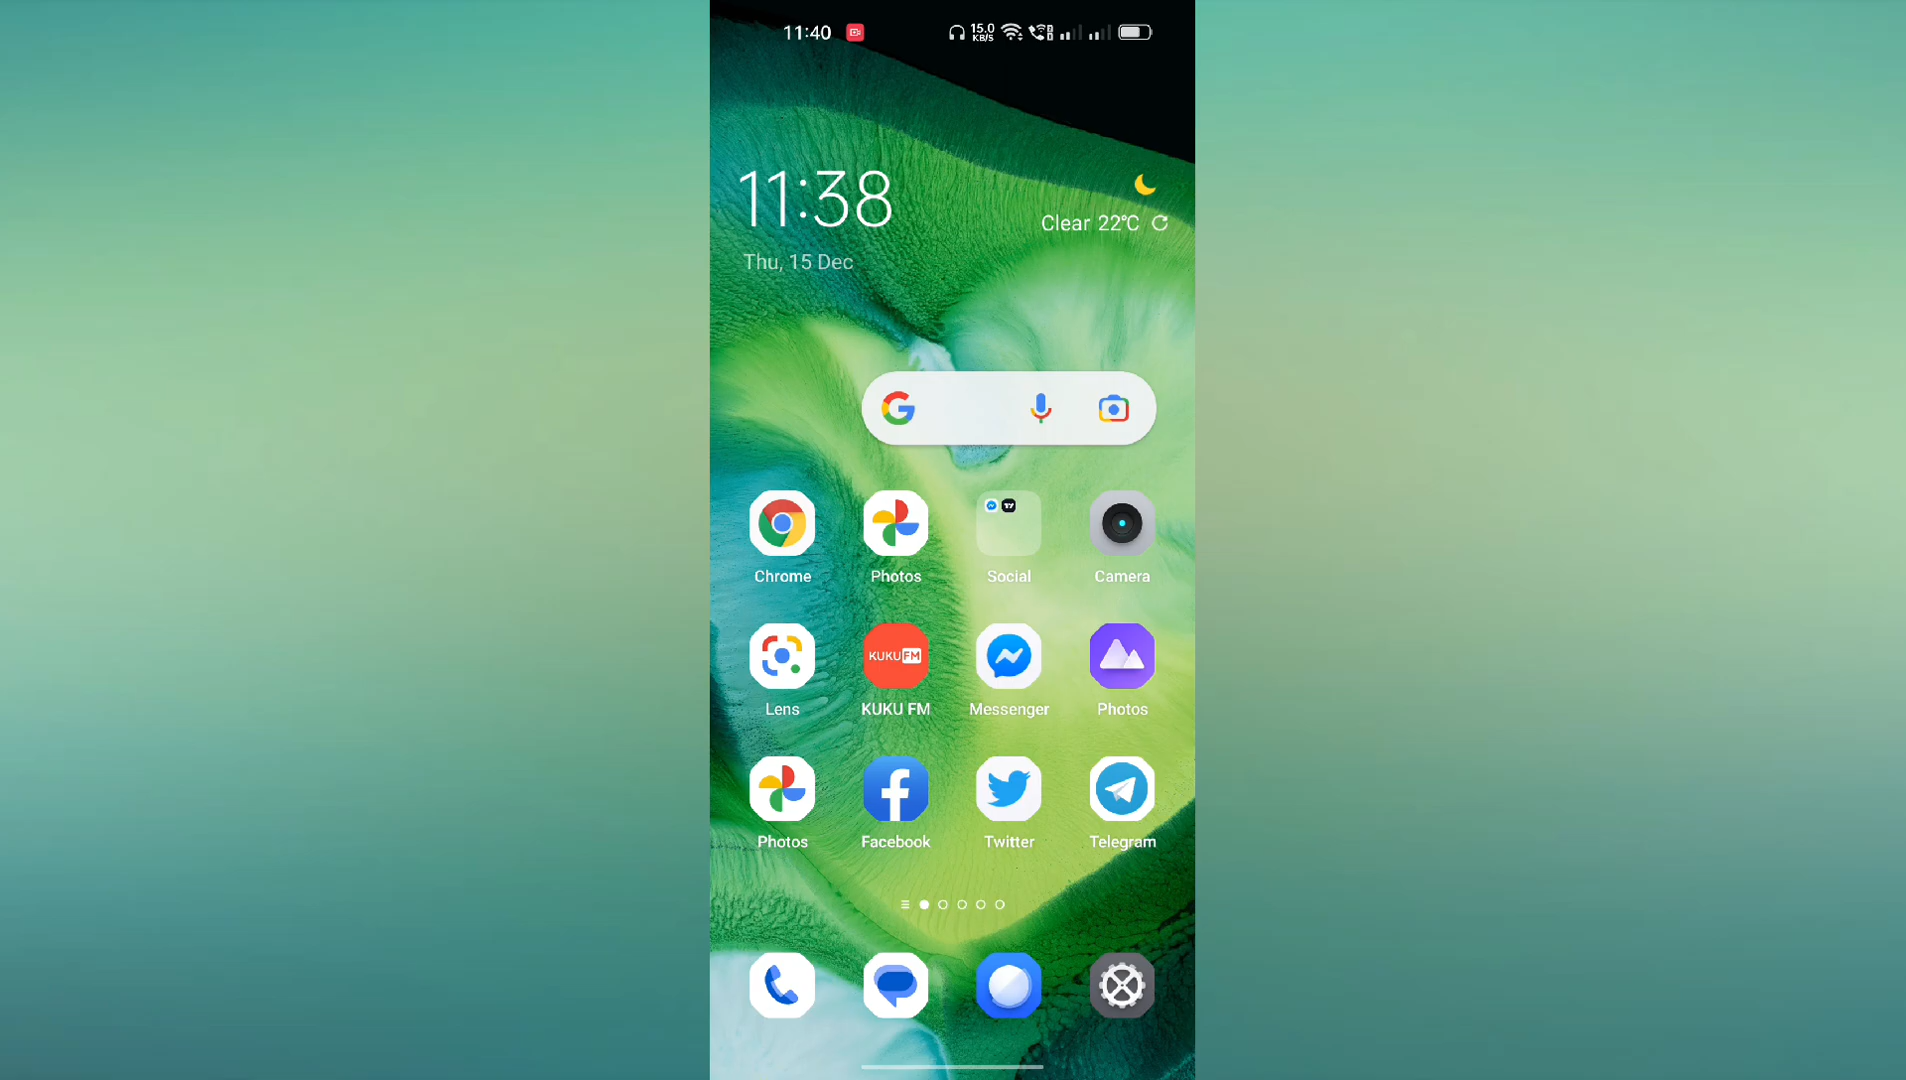 11:40 15.0 KB/S
11:38
Clear 22°C
Thu, 15 Dec
Chrome Photos Social Camera
KUKU FM
Lens KUKU FM Messenger Photos
Photos Facebook Twitter Telegram